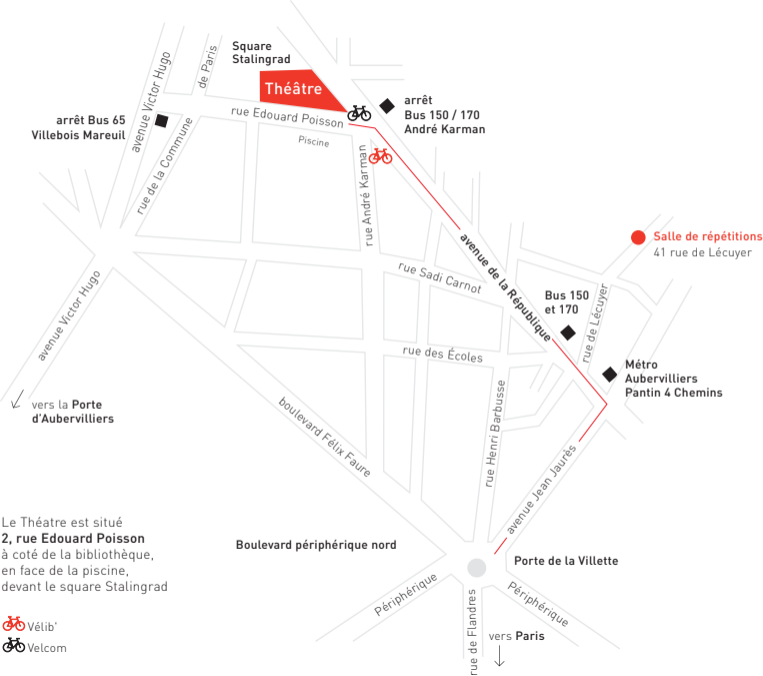 Square
Stalingrad
de Paris
avenue Victor Hugo
Théâtre
arrêt
Bus 150 / 170
André Karman
rue Edouard Poisson
arrêt Bus 65
Villebois Mareuil
Piscine
rue de la Commune
rue André Karman
Salle de répétitions
41 rue de Lécuyer
avenue de la République
rue Sadi Carnot
avenue Victor Hugo
Bus 150
et 170
rue de Lécuyer
rue des Écoles
Métro
Aubervilliers
Pantin 4 Chemins
vers la Porte
d'Aubervilliers
boulevard Félix Faure
rue Henri Barbusse
avenue Jean Jaurès
Le Théatre est situé
2, rue Edouard Poisson
à coté de la bibliothèque,
en face de la piscine,
devant le square Stalingrad
Boulevard périphérique nord
Porte de la Villette
Périphérique
Périphérique
rue de Flandres
vers Paris
Vélib'
Velcom